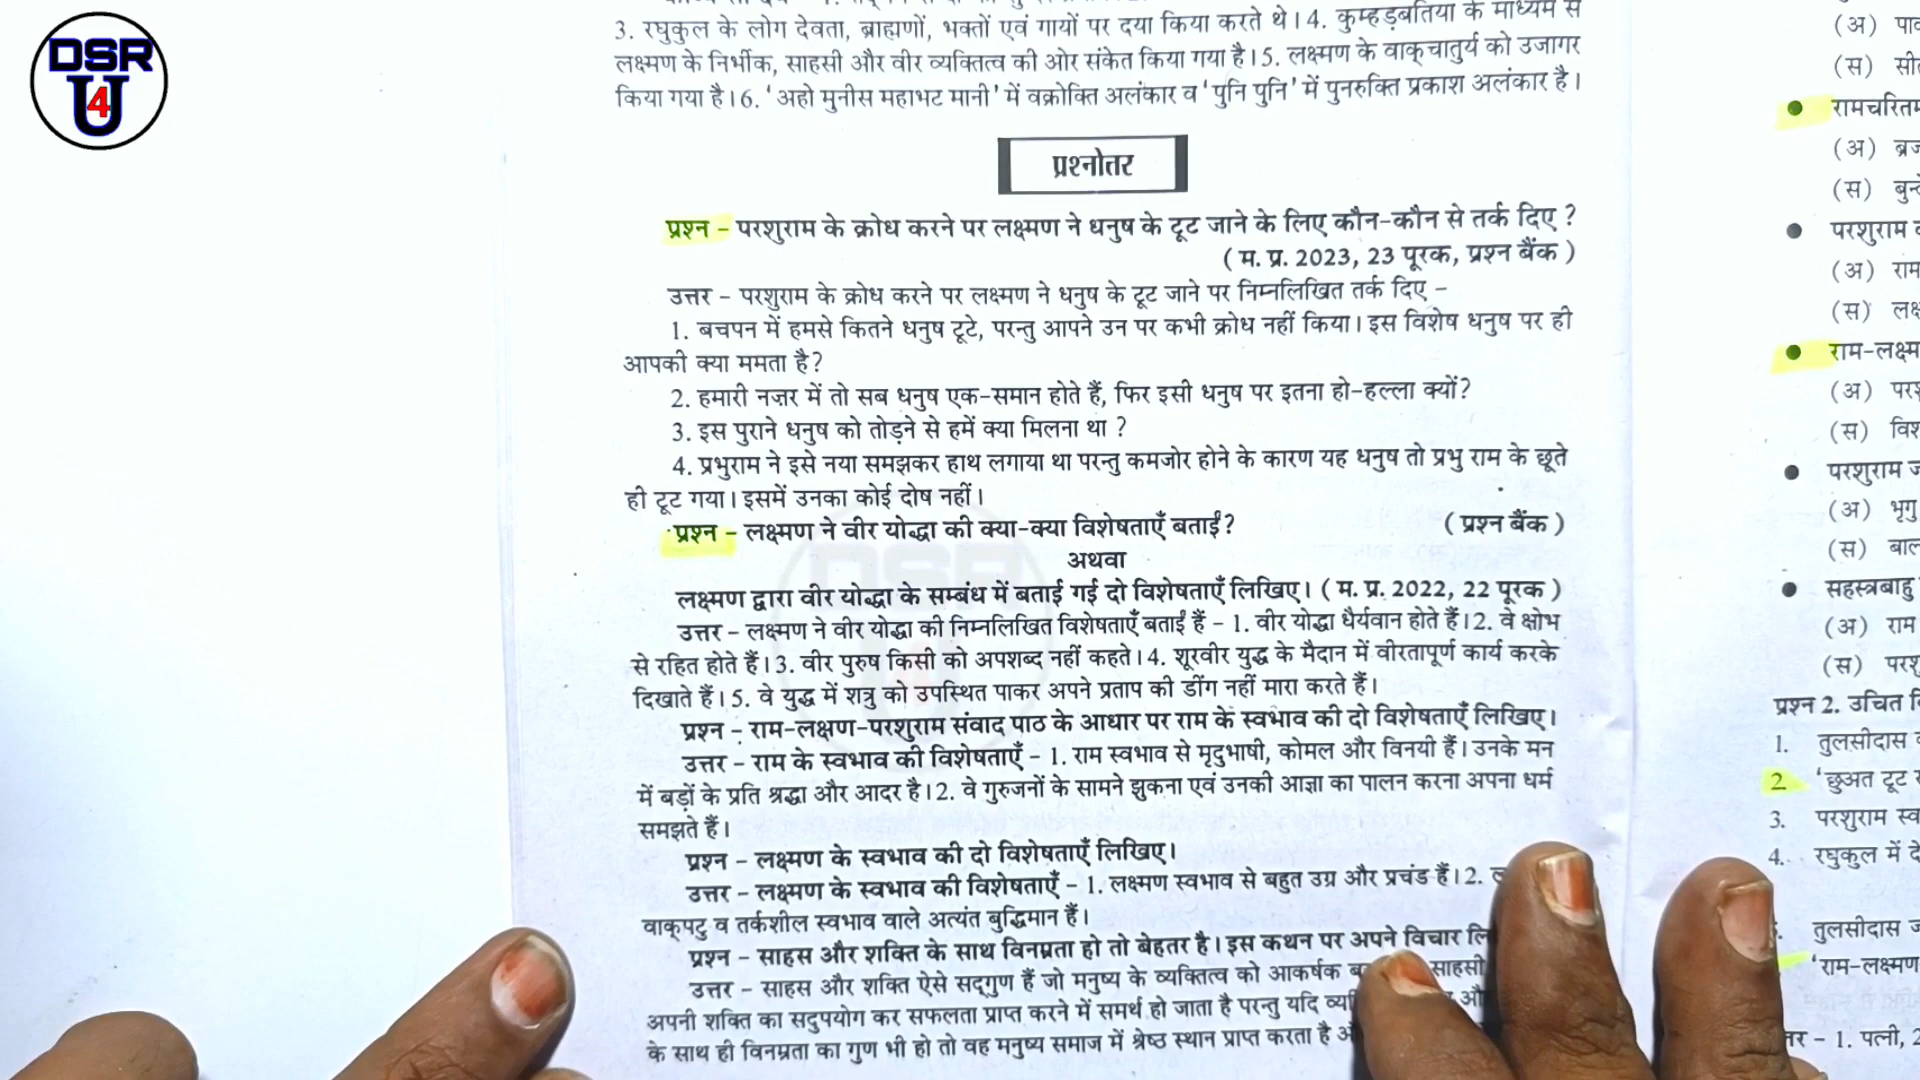 DSR
U
4
3. रघुकुल के लोग देवता, ब्राह्मणों, भक्तों एवं गायों पर दया किया करते थे। 4. कुम्हड़बतिया के माध्यम से
लक्ष्मण के निर्भीक, साहसी और वीर व्यक्तित्व की ओर संकेत किया गया है। 5. लक्ष्मण के वाक्चातुर्य को उजागर
किया गया है। 6. 'अहो मुनीस महाभट मानी' में वक्रोक्ति अलंकार व 'पुनि पुनि' में पुनरुक्ति प्रकाश अलंकार है।
प्रश्नोतर
प्रश्न – परशुराम के क्रोध करने पर लक्ष्मण ने धनुष के टूट जाने के लिए कौन-कौन से तर्क दिए ?
( म. प्र. 2023, 23 पूरक, प्रश्न बैंक )
उत्तर – परशुराम के क्रोध करने पर लक्ष्मण ने धनुष के टूट जाने पर निम्नलिखित तर्क दिए –
1. बचपन में हमसे कितने धनुष टूटे, परन्तु आपने उन पर कभी क्रोध नहीं किया। इस विशेष धनुष पर ही
आपकी क्या ममता है?
2. हमारी नज़र में तो सब धनुष एक-समान होते हैं, फिर इसी धनुष पर इतना हो-हल्ला क्यों?
3. इस पुराने धनुष को तोड़ने से हमें क्या मिलना था ?
4. प्रभुराम ने इसे नया समझकर हाथ लगाया था परन्तु कमजोर होने के कारण यह धनुष तो प्रभु राम के छूते
ही टूट गया। इसमें उनका कोई दोष नहीं।
प्रश्न – लक्ष्मण ने वीर योद्धा की क्या-क्या विशेषताएँ बताईं? ( प्रश्न बैंक )
अथवा
लक्ष्मण द्वारा वीर योद्धा के सम्बंध में बताई गई दो विशेषताएँ लिखिए। ( म. प्र. 2022, 22 पूरक )
उत्तर – लक्ष्मण ने वीर योद्धा की निम्नलिखित विशेषताएँ बताईं हैं – 1. वीर योद्धा धैर्यवान होते हैं। 2. वे क्षोभ
से रहित होते हैं। 3. वीर पुरुष किसी को अपशब्द नहीं कहते। 4. शूरवीर युद्ध के मैदान में वीरतापूर्ण कार्य करके
दिखाते हैं। 5. वे युद्ध में शत्रु को उपस्थित पाकर अपने प्रताप की डींग नहीं मारा करते हैं।
प्रश्न – राम-लक्षण-परशुराम संवाद पाठ के आधार पर राम के स्वभाव की दो विशेषताएँ लिखिए।
उत्तर – राम के स्वभाव की विशेषताएँ – 1. राम स्वभाव से मृदुभाषी, कोमल और विनयी हैं। उनके मन
में बड़ों के प्रति श्रद्धा और आदर है। 2. वे गुरुजनों के सामने झुकना एवं उनकी आज्ञा का पालन करना अपना धर्म
समझते हैं।
प्रश्न – लक्ष्मण के स्वभाव की दो विशेषताएँ लिखिए।
उत्तर – लक्ष्मण के स्वभाव की विशेषताएँ – 1. लक्ष्मण स्वभाव से बहुत उग्र और प्रचंड हैं। 2.
वाक्पटु व तर्कशील स्वभाव वाले अत्यंत बुद्धिमान हैं।
प्रश्न – साहस और शक्ति के साथ विनम्रता हो तो बेहतर है। इस कथन पर अपने विचार
उत्तर – साहस और शक्ति ऐसे सद्गुण हैं जो मनुष्य के व्यक्तित्व को आकर्षक साहसी
अपनी शक्ति का सदुपयोग कर सफलता प्राप्त करने में समर्थ हो जाता है परन्तु यदि
के साथ ही विनम्रता का गुण भी हो तो वह मनुष्य समाज में श्रेष्ठ स्थान प्राप्त करता है
(अ)
(स)
(अ)
(स)
परशुराम
(अ) राम
(स)
राम-लक्ष्म
(अ)
(स)
परशुराम
(अ) भृगु
(स)
सहस्त्रबाहु
(अ) राम
(स)
प्रश्न 2. उचित
1. तुलसीदास
2 'छुअत टूट
3. परशुराम
4. रघुकुल में
तुलसीदास
'राम-लक्ष्मण
1. पत्नी,